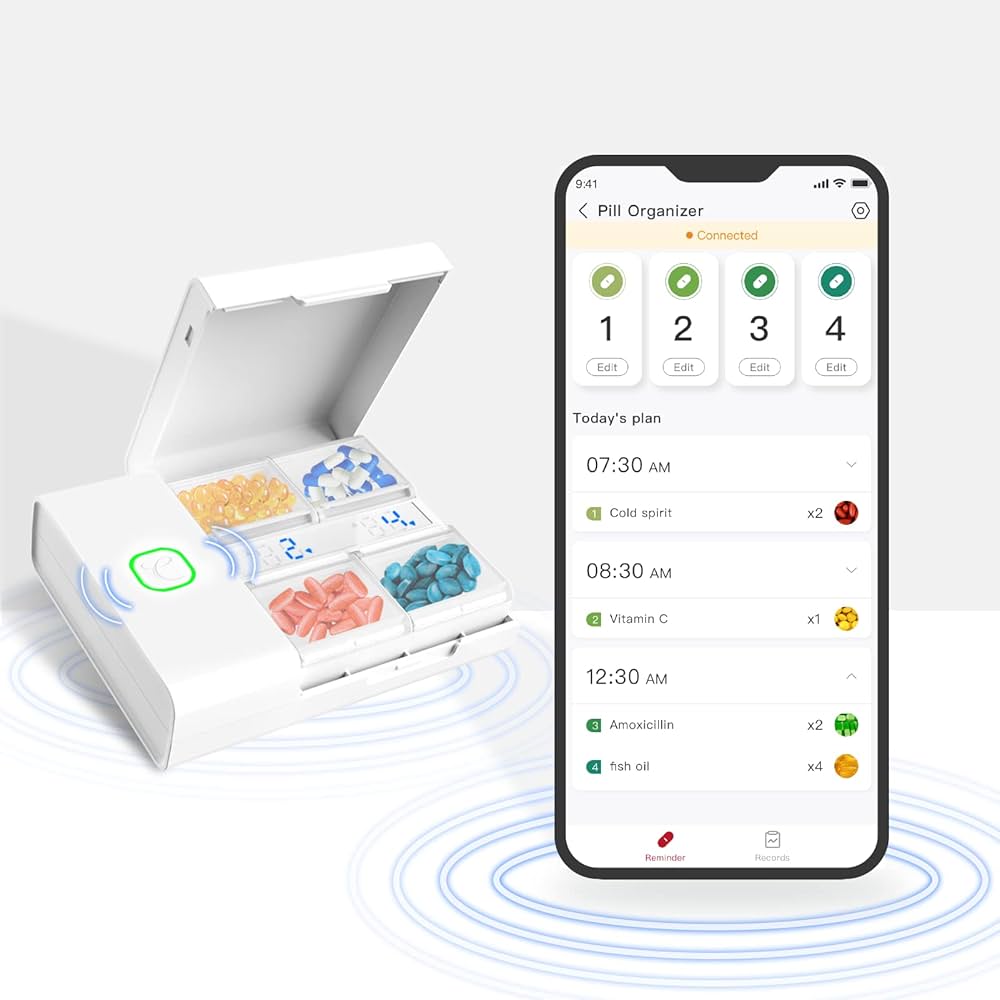 9:41
Pill Organizer
Connected
1 2 3 4
Edit Edit Edit Edit
Today's plan
07:30 AM
1 Cold spirit x2
08:30 AM
2 Vitamin C x1
12:30 AM
3 Amoxicillin x2
4 fish oil x4
Reminder Records
2